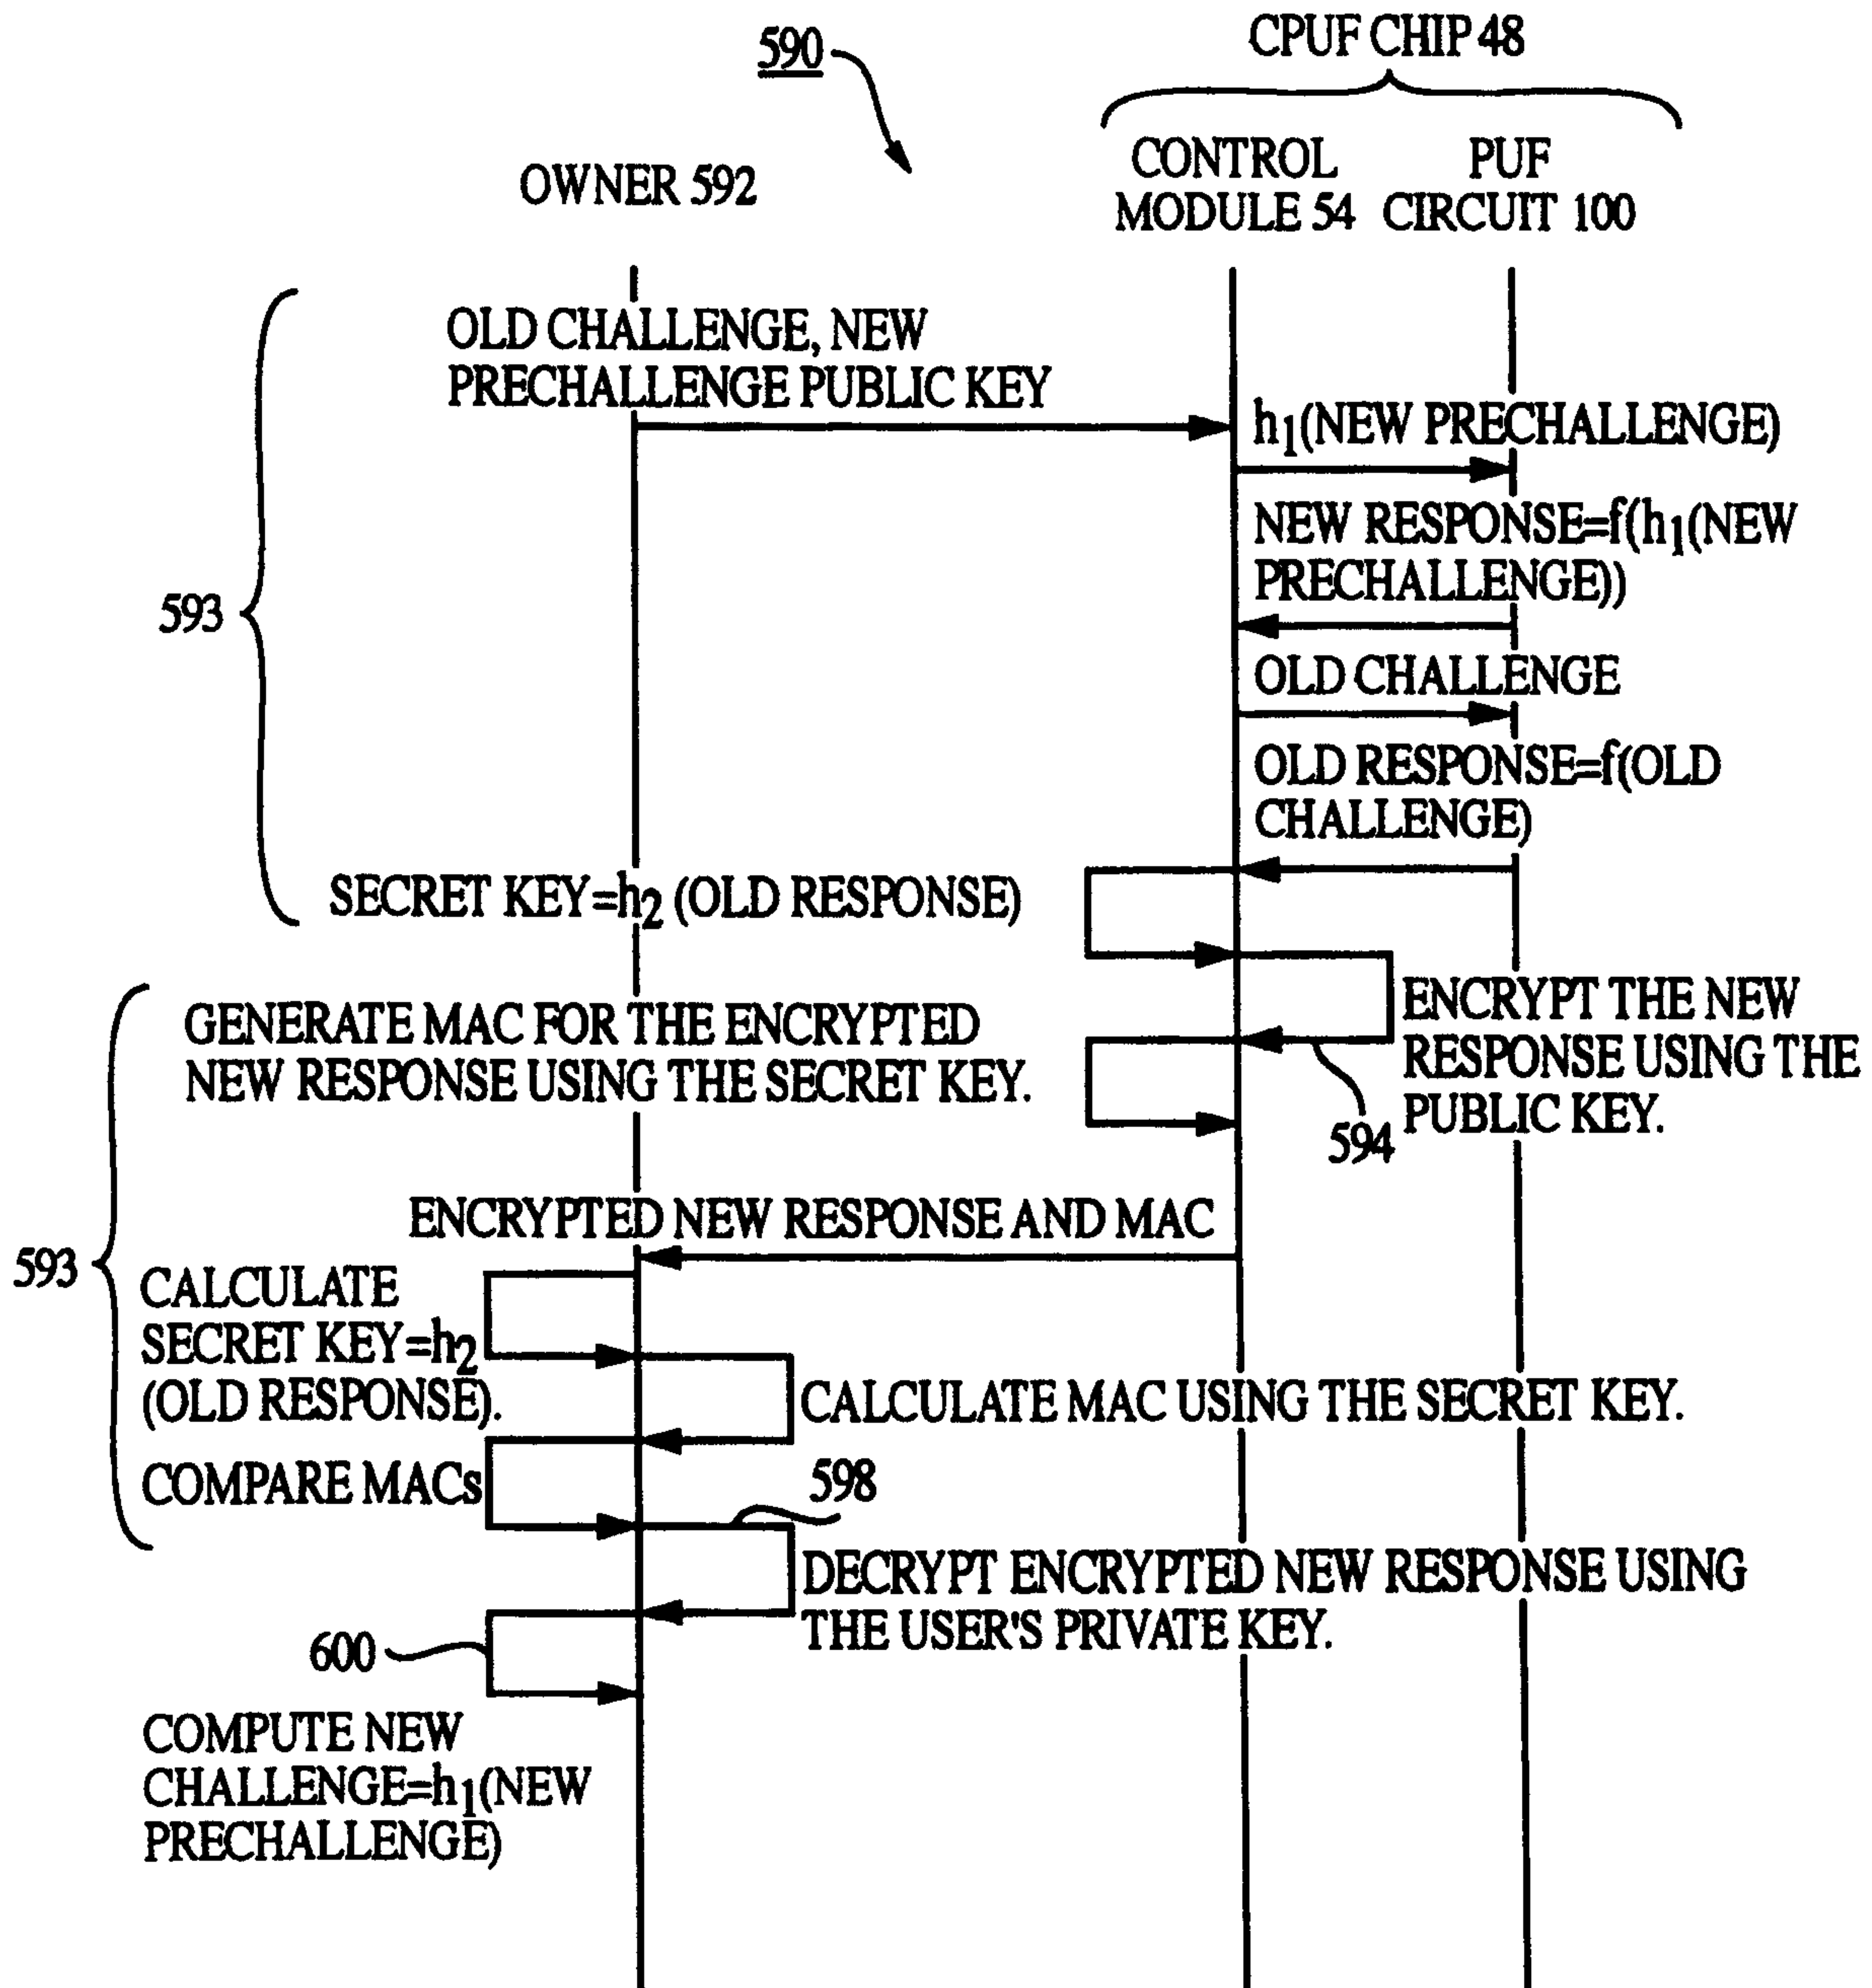 590
CPUF CHIP 48
OWNER 592
CONTROL
MODULE 54
PUF
CIRCUIT 100
OLD CHALLENGE, NEW
PRECHALLENGE PUBLIC KEY
h1(NEW PRECHALLENGE)
NEW RESPONSE=f(h1(NEW
PRECHALLENGE))
593
OLD CHALLENGE
OLD RESPONSE=f(OLD
CHALLENGE)
SECRET KEY=h2 (OLD RESPONSE)
ENCRYPT THE NEW
RESPONSE USING THE
PUBLIC KEY.
594
GENERATE MAC FOR THE ENCRYPTED
NEW RESPONSE USING THE SECRET KEY.
ENCRYPTED NEW RESPONSE AND MAC
593
CALCULATE
SECRET KEY=h2
(OLD RESPONSE).
CALCULATE MAC USING THE SECRET KEY.
COMPARE MACs
598
DECRYPT ENCRYPTED NEW RESPONSE USING
THE USER'S PRIVATE KEY.
600
COMPUTE NEW
CHALLENGE=h1(NEW
PRECHALLENGE)